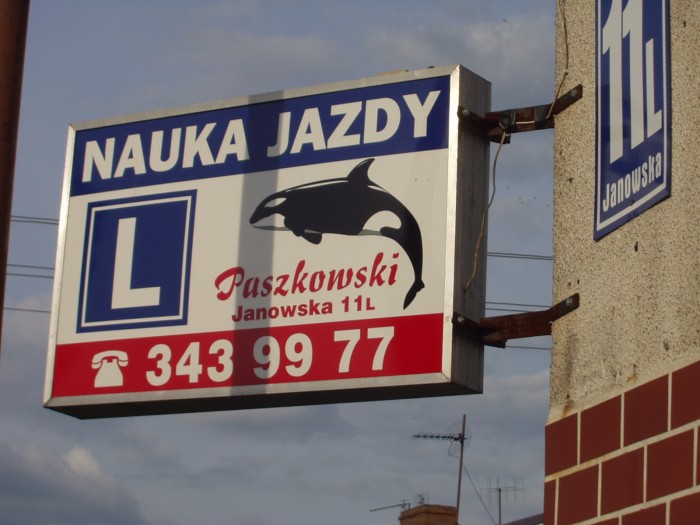 NAUKA JAZDY
L
Paszkowski
Janowska 11L
343 99 77
11L
Janowska